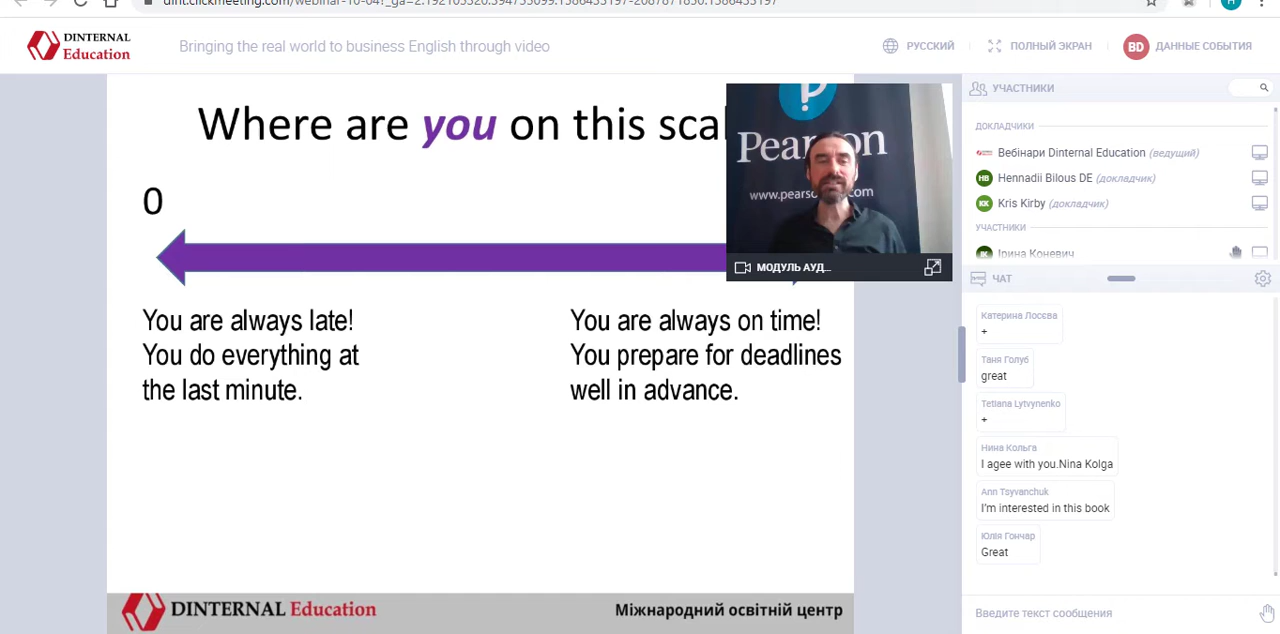 DINTERNAL
Education
Bringing the real world to business English through video
РУССКИЙ
ПОЛНЫЙ ЭКРАН
BD
ДАННЫЕ СОБЫТИЯ
Where are you on this scal
0
You are always late!
You do everything at
the last minute.
You are always on time!
You prepare for deadlines
well in advance.
Pearson
www.pearson.com
МОДУЛЬ АУД...
DINTERNAL Education
Міжнародний освітній центр
УЧАСТНИКИ
ДОКЛАДЧИКИ
Вебінари Dinternal Education (ведущий)
HB Hennadii Bilous DE (докладчик)
KK Kris Kirby (докладчик)
УЧАСТНИКИ
Ірина Коневич
ЧАТ
Катерина Лосєва
+
Таня Голуб
great
Tetiana Lytvynenko
+
Нина Кольга
I agee with you.Nina Kolga
Ann Tsyvanchuk
I'm interested in this book
Юлія Гончар
Great
Введите текст сообщения